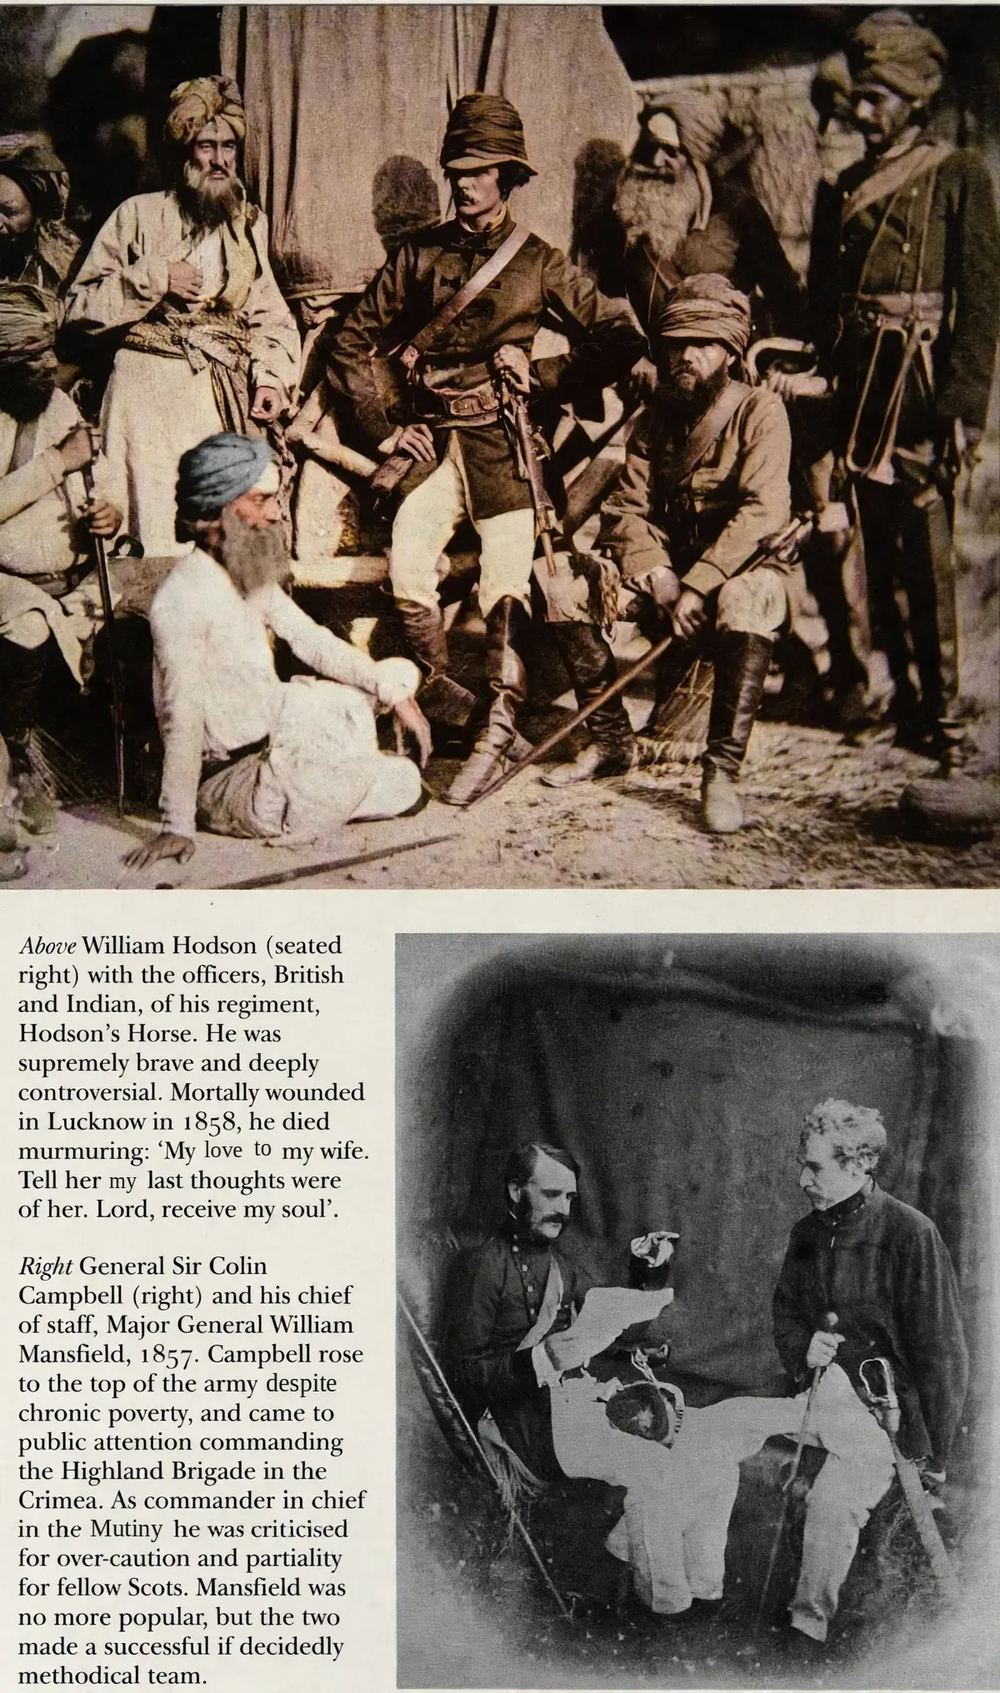 Above William Hodson (seated
right) with the officers, British
and Indian, of his regiment,
Hodson's Horse. He was
supremely brave and deeply
controversial. Mortally wounded
in Lucknow in 1858, he died
murmuring: ‘My love to my wife.
Tell her my last thoughts were
of her. Lord, receive my soul’.
Right General Sir Colin
Campbell (right) and his chief
of staff, Major General William
Mansfield, 1857. Campbell rose
to the top of the army despite
chronic poverty, and came to
public attention commanding
the Highland Brigade in the
Crimea. As commander in chief
in the Mutiny he was criticised
for over-caution and partiality
for fellow Scots. Mansfield was
no more popular, but the two
made a successful if decidedly
methodical team.